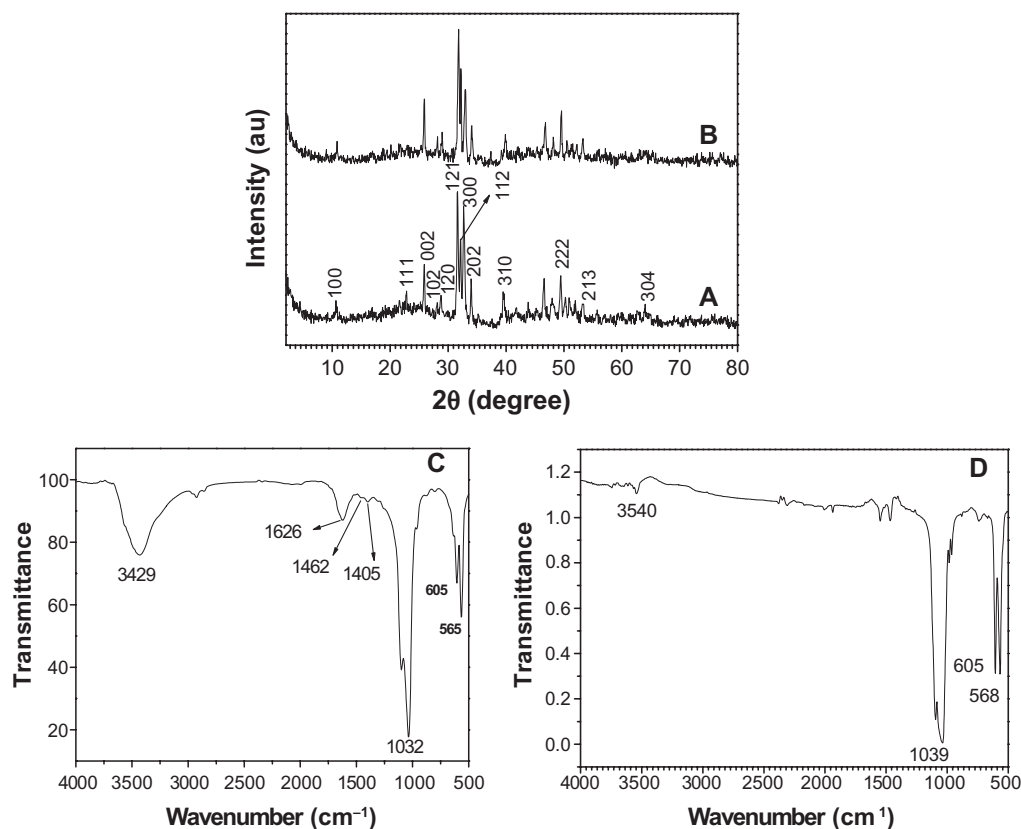 B
Intensity (au)
B
121
300
112
100
111
002
102
120
202
310
222
213
304
A
10 20 30 40 50 60 70 80
2θ (degree)
C
100
80
60
40
20
Transmittance
3429
1626
1462
1405
605
565
1032
4000 3500 3000 2500 2000 1500 1000 500
Wavenumber (cm⁻¹)
D
1.2
1.0
0.8
0.6
0.4
0.2
0.0
Transmittance
3540
605
568
1039
4000 3500 3000 2500 2000 1500 1000 500
Wavenumber (cm ¹)